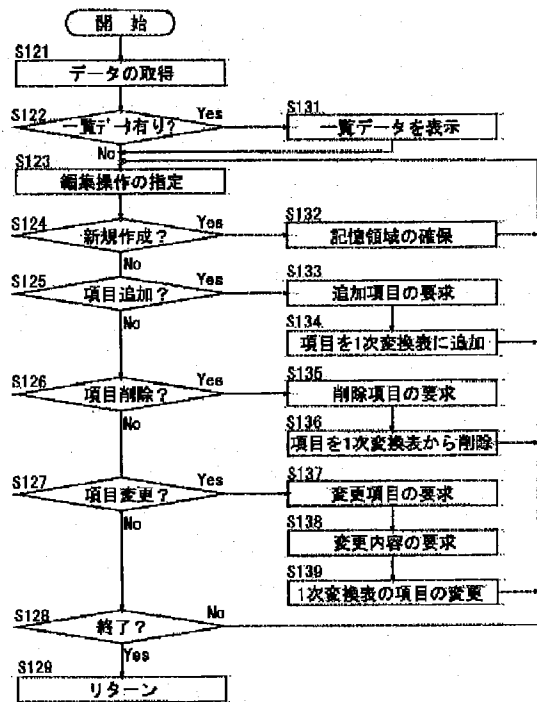 開 始
S121
データの取得
S122
一覧データ有り?
Yes
S131
一覧データを表示
No
S123
編集操作の指定
S124
新規作成?
Yes
S132
記憶領域の確保
No
S125
項目追加?
Yes
S133
追加項目の要求
No
S134
項目を1次変換表に追加
S126
項目削除?
Yes
S135
削除項目の要求
No
S136
項目を1次変換表から削除
S127
項目変更?
Yes
S137
変更項目の要求
No
S138
変更内容の要求
S139
1次変換表の項目の変更
S128
終了?
No
Yes
S129
リターン